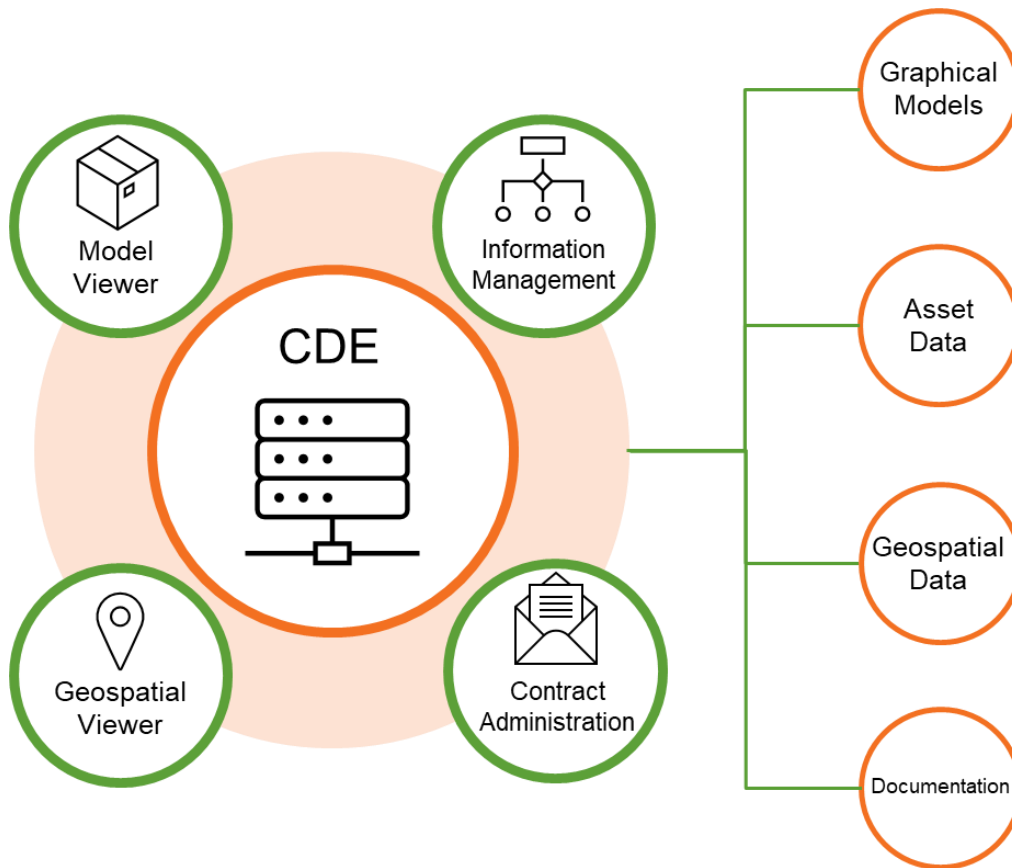 Model
Viewer
Information
Management
CDE
Geospatial
Viewer
Contract
Administration
Graphical
Models
Asset
Data
Geospatial
Data
Documentation